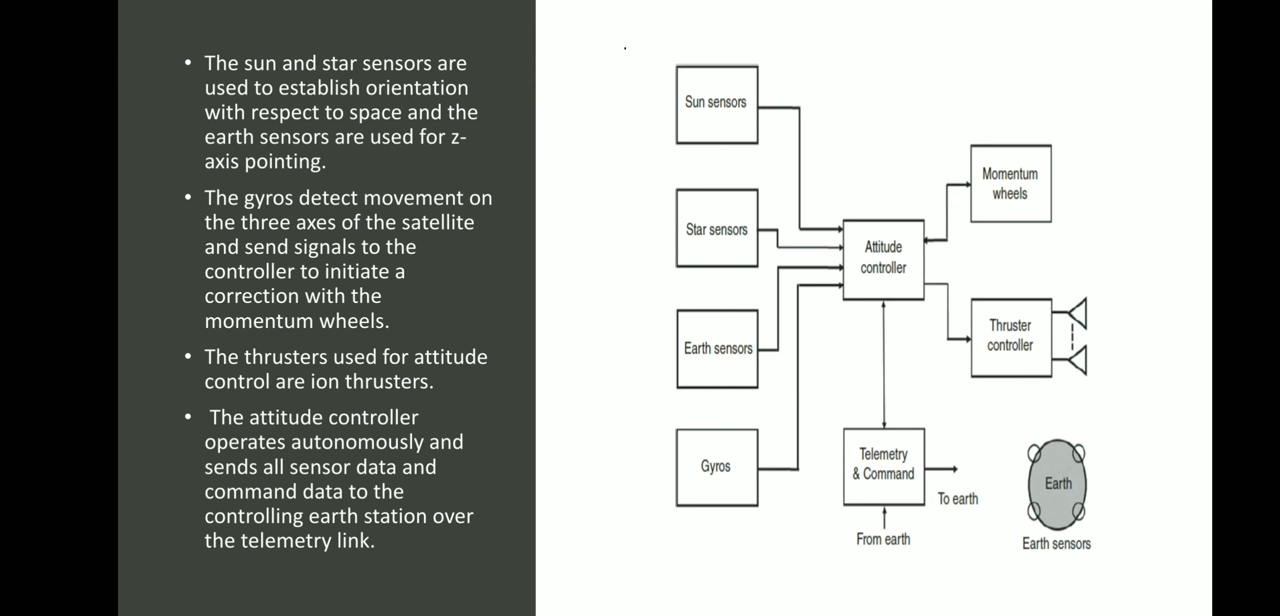 • The sun and star sensors are
used to establish orientation
with respect to space and the
earth sensors are used for z-
axis pointing.
• The gyros detect movement on
the three axes of the satellite
and send signals to the
controller to initiate a
correction with the
momentum wheels.
• The thrusters used for attitude
control are ion thrusters.
• The attitude controller
operates autonomously and
sends all sensor data and
command data to the
controlling earth station over
the telemetry link.
Sun sensors
Star sensors
Earth sensors
Gyros
Attitude
controller
Telemetry
& Command
To earth
From earth
Momentum
wheels
Thruster
controller
Earth
Earth sensors